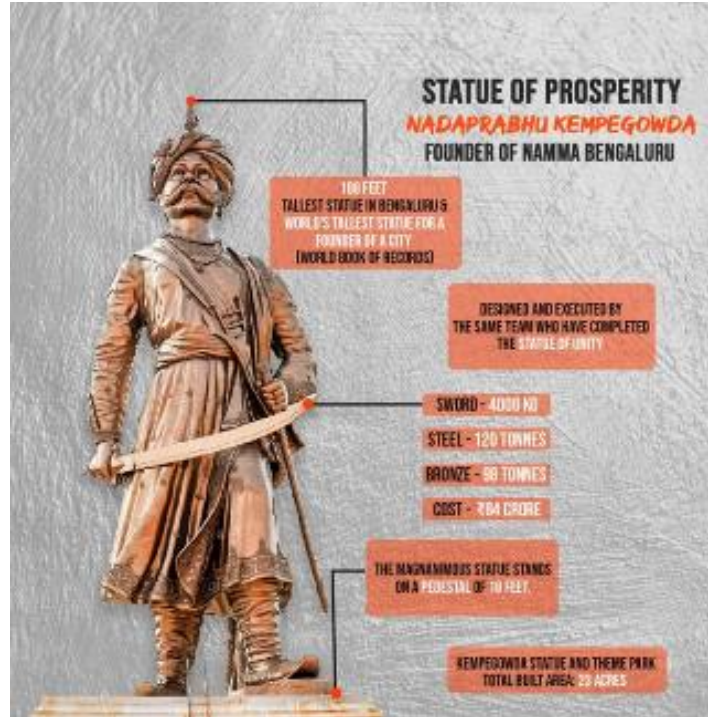 STATUE OF PROSPERITY
NADAPRABHU KEMPEGOWDA
FOUNDER OF NAMMA BENGALURU
108 FEET
TALLEST STATUE IN BENGALURU &
WORLD'S TALLEST STATUE FOR A
FOUNDER OF A CITY
(WORLD BOOK OF RECORDS)
DESIGNED AND EXECUTED BY
THE SAME TEAM WHO HAVE COMPLETED
THE STATUE OF UNITY
SWORD - 4000 KG
STEEL - 120 TONNES
BRONZE - 98 TONNES
COST - ₹84 CRORE
THE MAGNANIMOUS STATUE STANDS
ON A PEDESTAL OF 10 FEET.
KEMPEGOWDA STATUE AND THEME PARK
TOTAL BUILT AREA: 23 ACRES